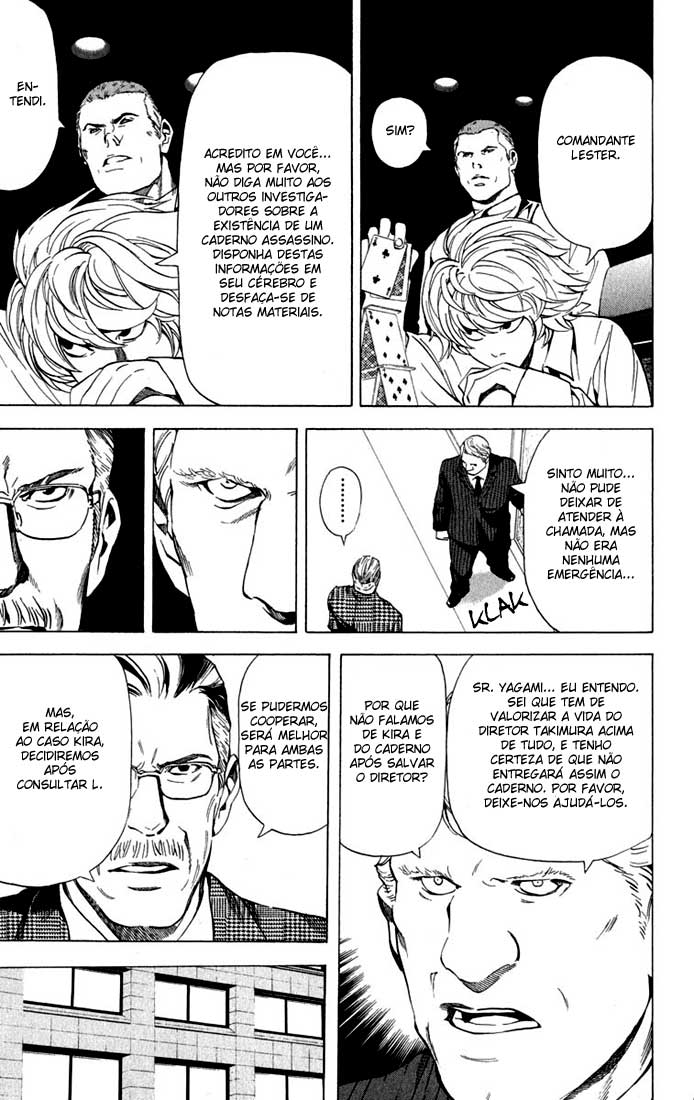 COMANDANTE
LESTER.
SIM?
ACREDITO EM VOCÊ...
MAS POR FAVOR,
NÃO DIGA MUITO AOS
OUTROS INVESTIGA-
DORES SOBRE A
EXISTÊNCIA DE UM
CADERNO ASSASSINO.
DISPONHA DESTAS
INFORMAÇÕES EM
SEU CÉREBRO E
DESFAÇA-SE DE
NOTAS MATERIAIS.
EN-
TENDI.
SINTO MUITO...
NÃO PUDE
DEIXAR DE
ATENDER À
CHAMADA, MAS
NÃO ERA
NENHUMA
EMERGÊNCIA...
KLAK
........
SR. YAGAMI... EU ENTENDO.
SEI QUE TEM DE
VALORIZAR A VIDA DO
DIRETOR TAKIMURA ACIMA
DE TUDO, E TENHO
CERTEZA DE QUE NÃO
ENTREGARÁ ASSIM O
CADERNO. POR FAVOR,
DEIXE-NOS AJUDÁ-LOS.
POR QUE
NÃO FALAMOS
DE KIRA E
DO CADERNO
APÓS SALVAR
O DIRETOR?
SE PUDERMOS
COOPERAR,
SERÁ MELHOR
PARA AMBAS
AS PARTES.
MAS,
EM RELAÇÃO
AO CASO KIRA,
DECIDIREMOS
APÓS
CONSULTAR L.